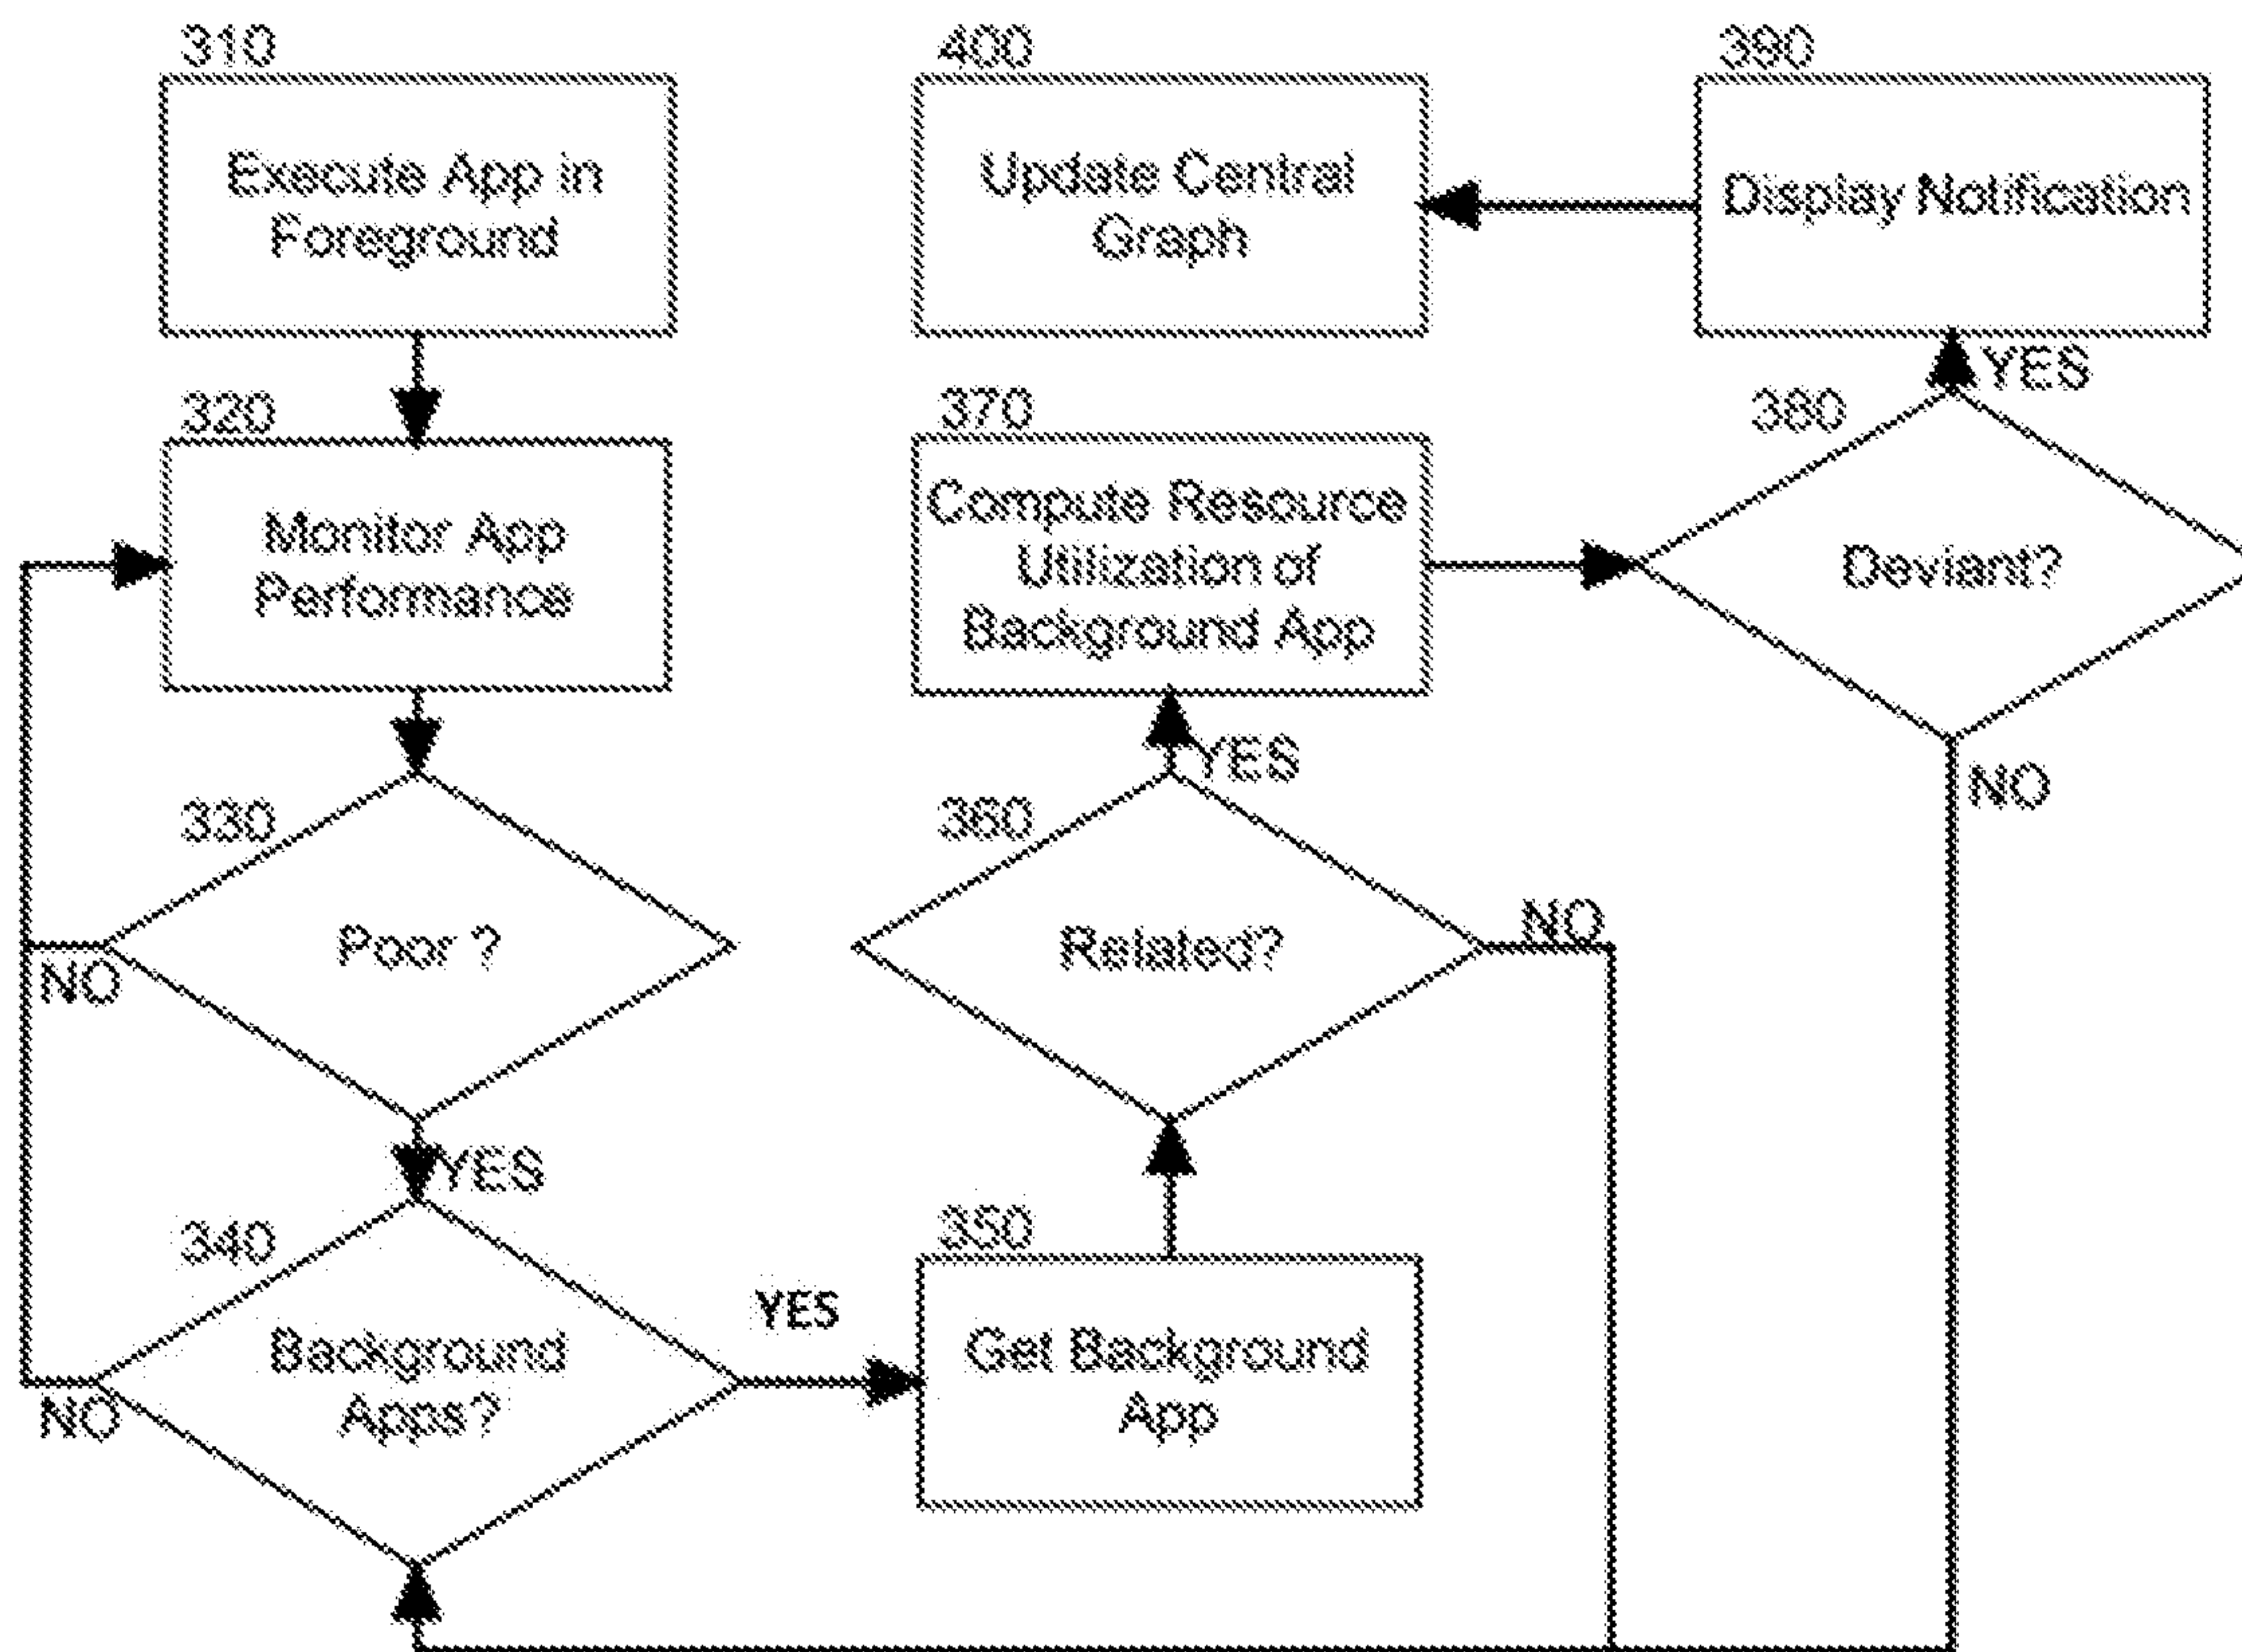 310
Execute App in
Foreground
320
Monitor App
Performance
330
Poor ?
NO
YES
340
Background
Apps?
NO
YES
350
Get Background
App
360
Related?
YES
NO
370
Compute Resource
Utilization of
Background App
380
Deviant?
YES
NO
390
Display Notification
400
Update Central
Graph